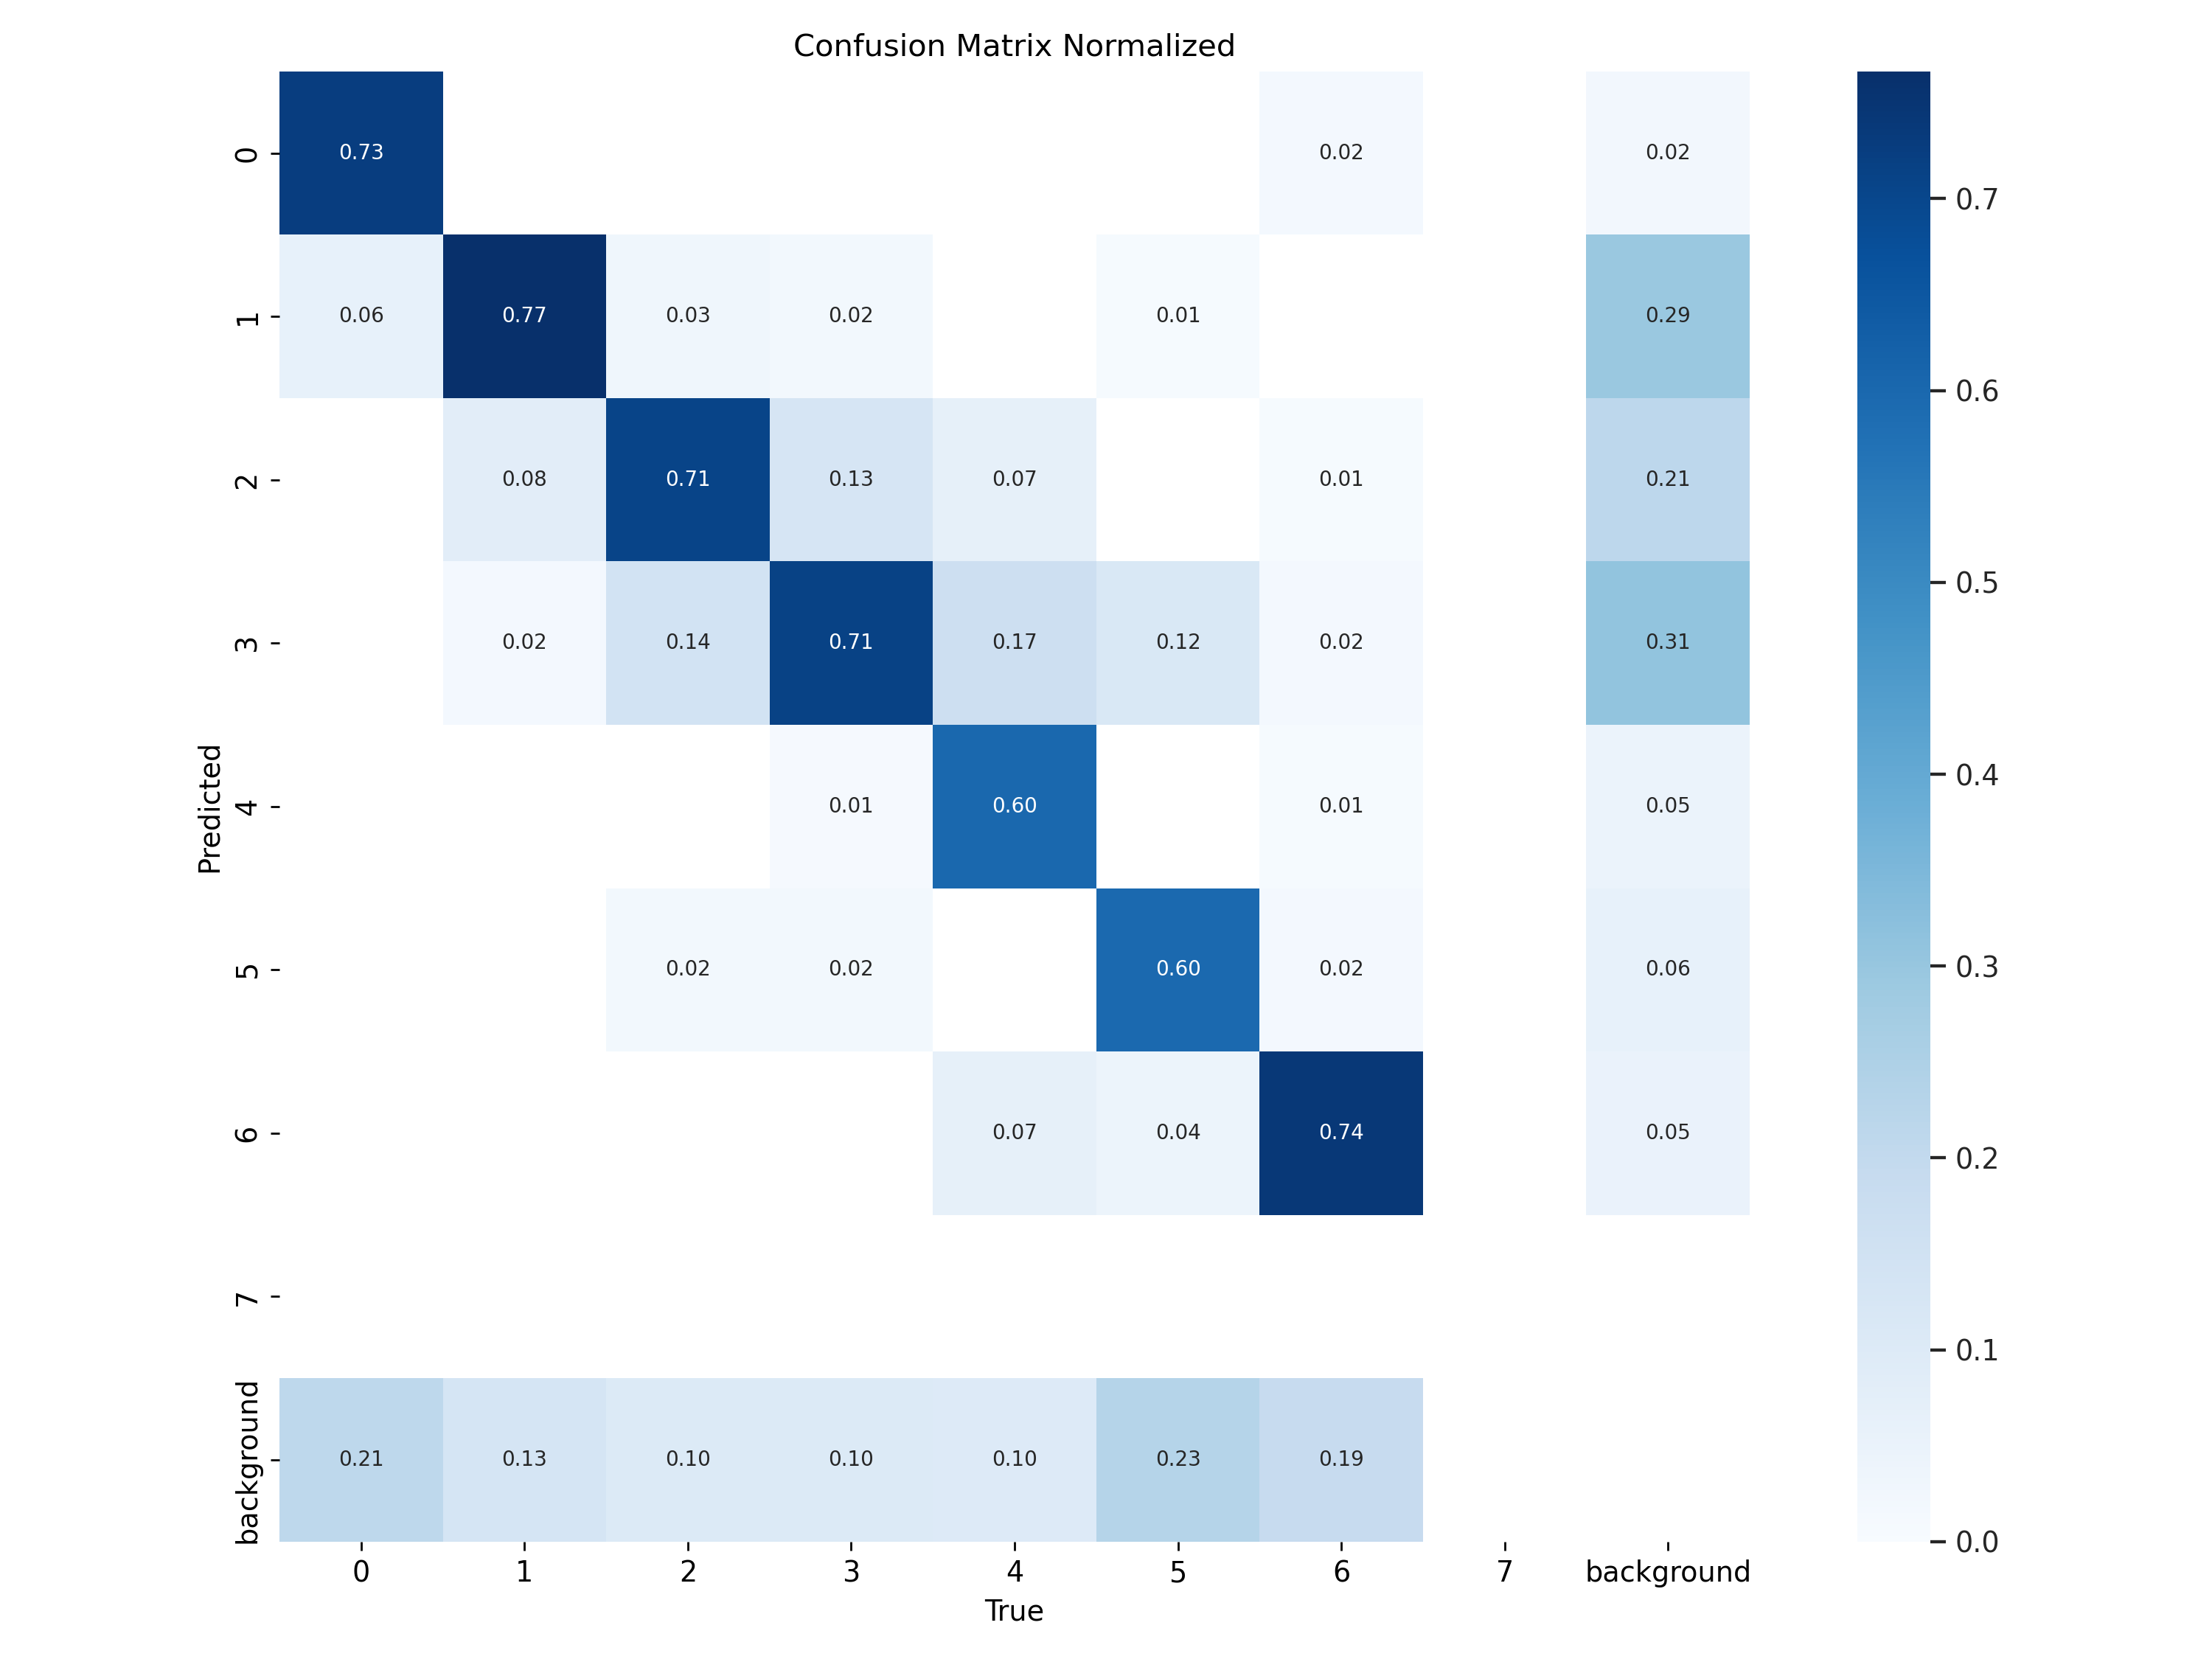 Confusion Matrix Normalized
0 0.73 0.02 0.02
1 0.06 0.77 0.03 0.02 0.01 0.29
2 0.08 0.71 0.13 0.07 0.01 0.21
3 0.02 0.14 0.71 0.17 0.12 0.02 0.31
4 0.01 0.60 0.01 0.05
5 0.02 0.02 0.60 0.02 0.06
6 0.07 0.04 0.74 0.05
7
background 0.21 0.13 0.10 0.10 0.10 0.23 0.19
0 1 2 3 4 5 6 7 background
True
Predicted
0.7
0.6
0.5
0.4
0.3
0.2
0.1
0.0